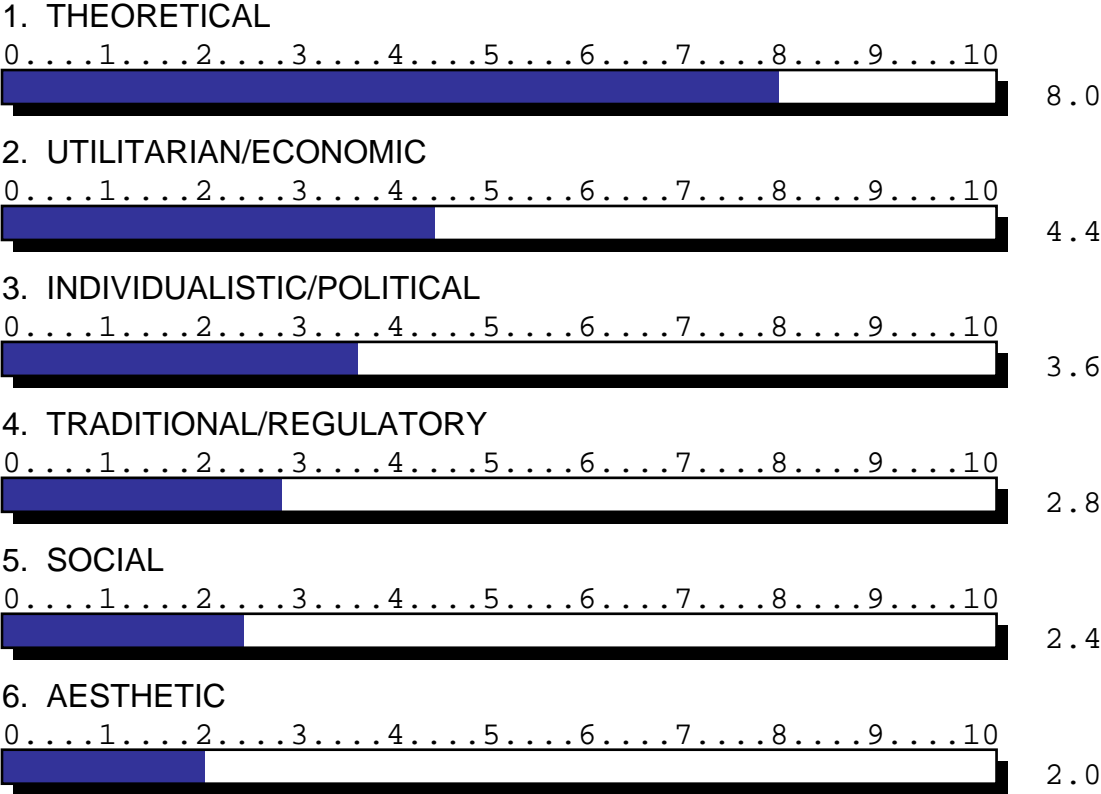 1. THEORETICAL
0....1....2....3....4....5....6....7....8....9....10
8.0
2. UTILITARIAN/ECONOMIC
0....1....2....3....4....5....6....7....8....9....10
4.4
3. INDIVIDUALISTIC/POLITICAL
0....1....2....3....4....5....6....7....8....9....10
3.6
4. TRADITIONAL/REGULATORY
0....1....2....3....4....5....6....7....8....9....10
2.8
5. SOCIAL
0....1....2....3....4....5....6....7....8....9....10
2.4
6. AESTHETIC
0....1....2....3....4....5....6....7....8....9....10
2.0